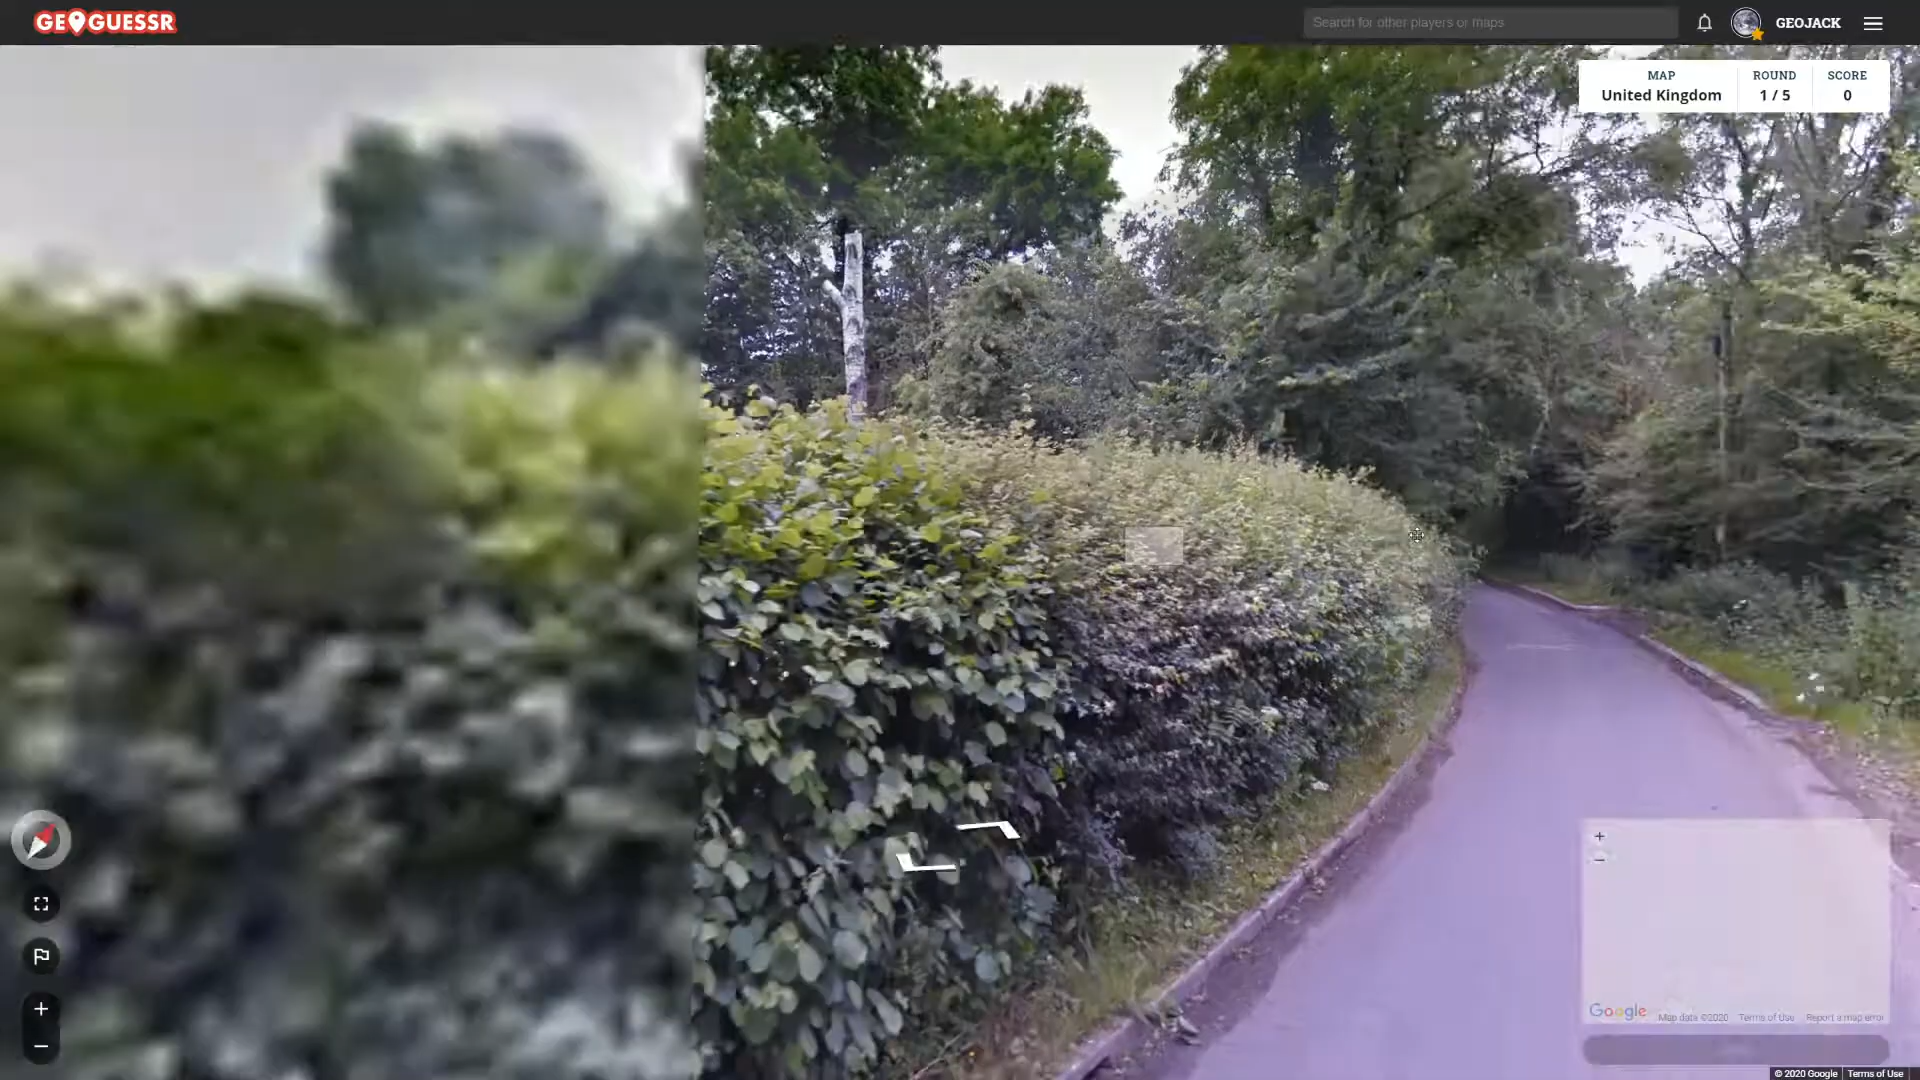 GEOGUESSR
Search for other players or maps
GEOJACK
MAP
United Kingdom
ROUND
1 / 5
SCORE
0
Google
Map data ©2020
Terms of Use
Report a map error
© 2020 Google
Terms of Use